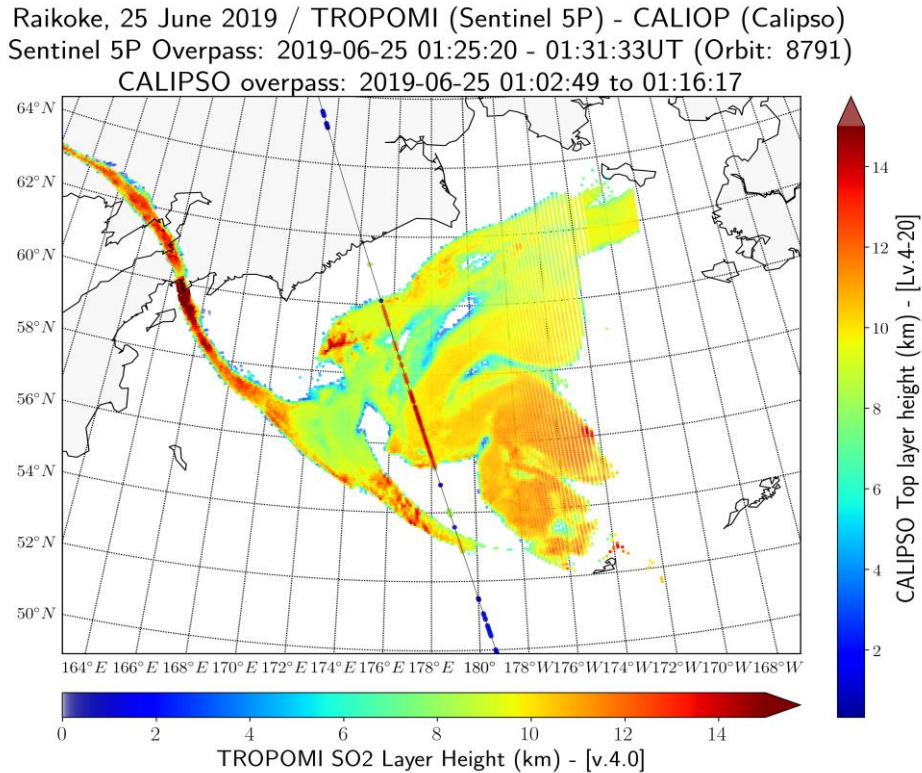 Raikoke, 25 June 2019 / TROPOMI (Sentinel 5P) - CALIOP (Calipso)
Sentinel 5P Overpass: 2019-06-25 01:25:20 - 01:31:33UT (Orbit: 8791)
CALIPSO overpass: 2019-06-25 01:02:49 to 01:16:17
64°N
62°N
60°N
58°N
56°N
54°N
52°N
50°N
164°E 166°E 168°E 170°E 172°E 174°E 176°E 178°E 180° 178°W 176°W 174°W 172°W 170°W 168°W
14
12
10
8
6
4
2
CALIPSO Top layer height (km) - [Lv.4-20]
0 2 4 6 8 10 12 14
TROPOMI SO2 Layer Height (km) - [v.4.0]